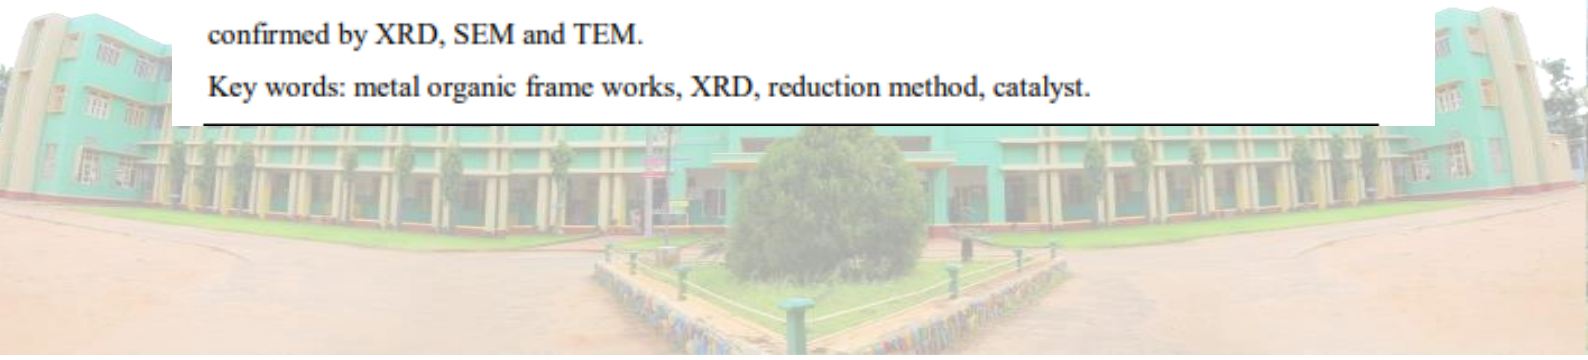 confirmed by XRD, SEM and TEM.
Key words: metal organic frame works, XRD, reduction method, catalyst.